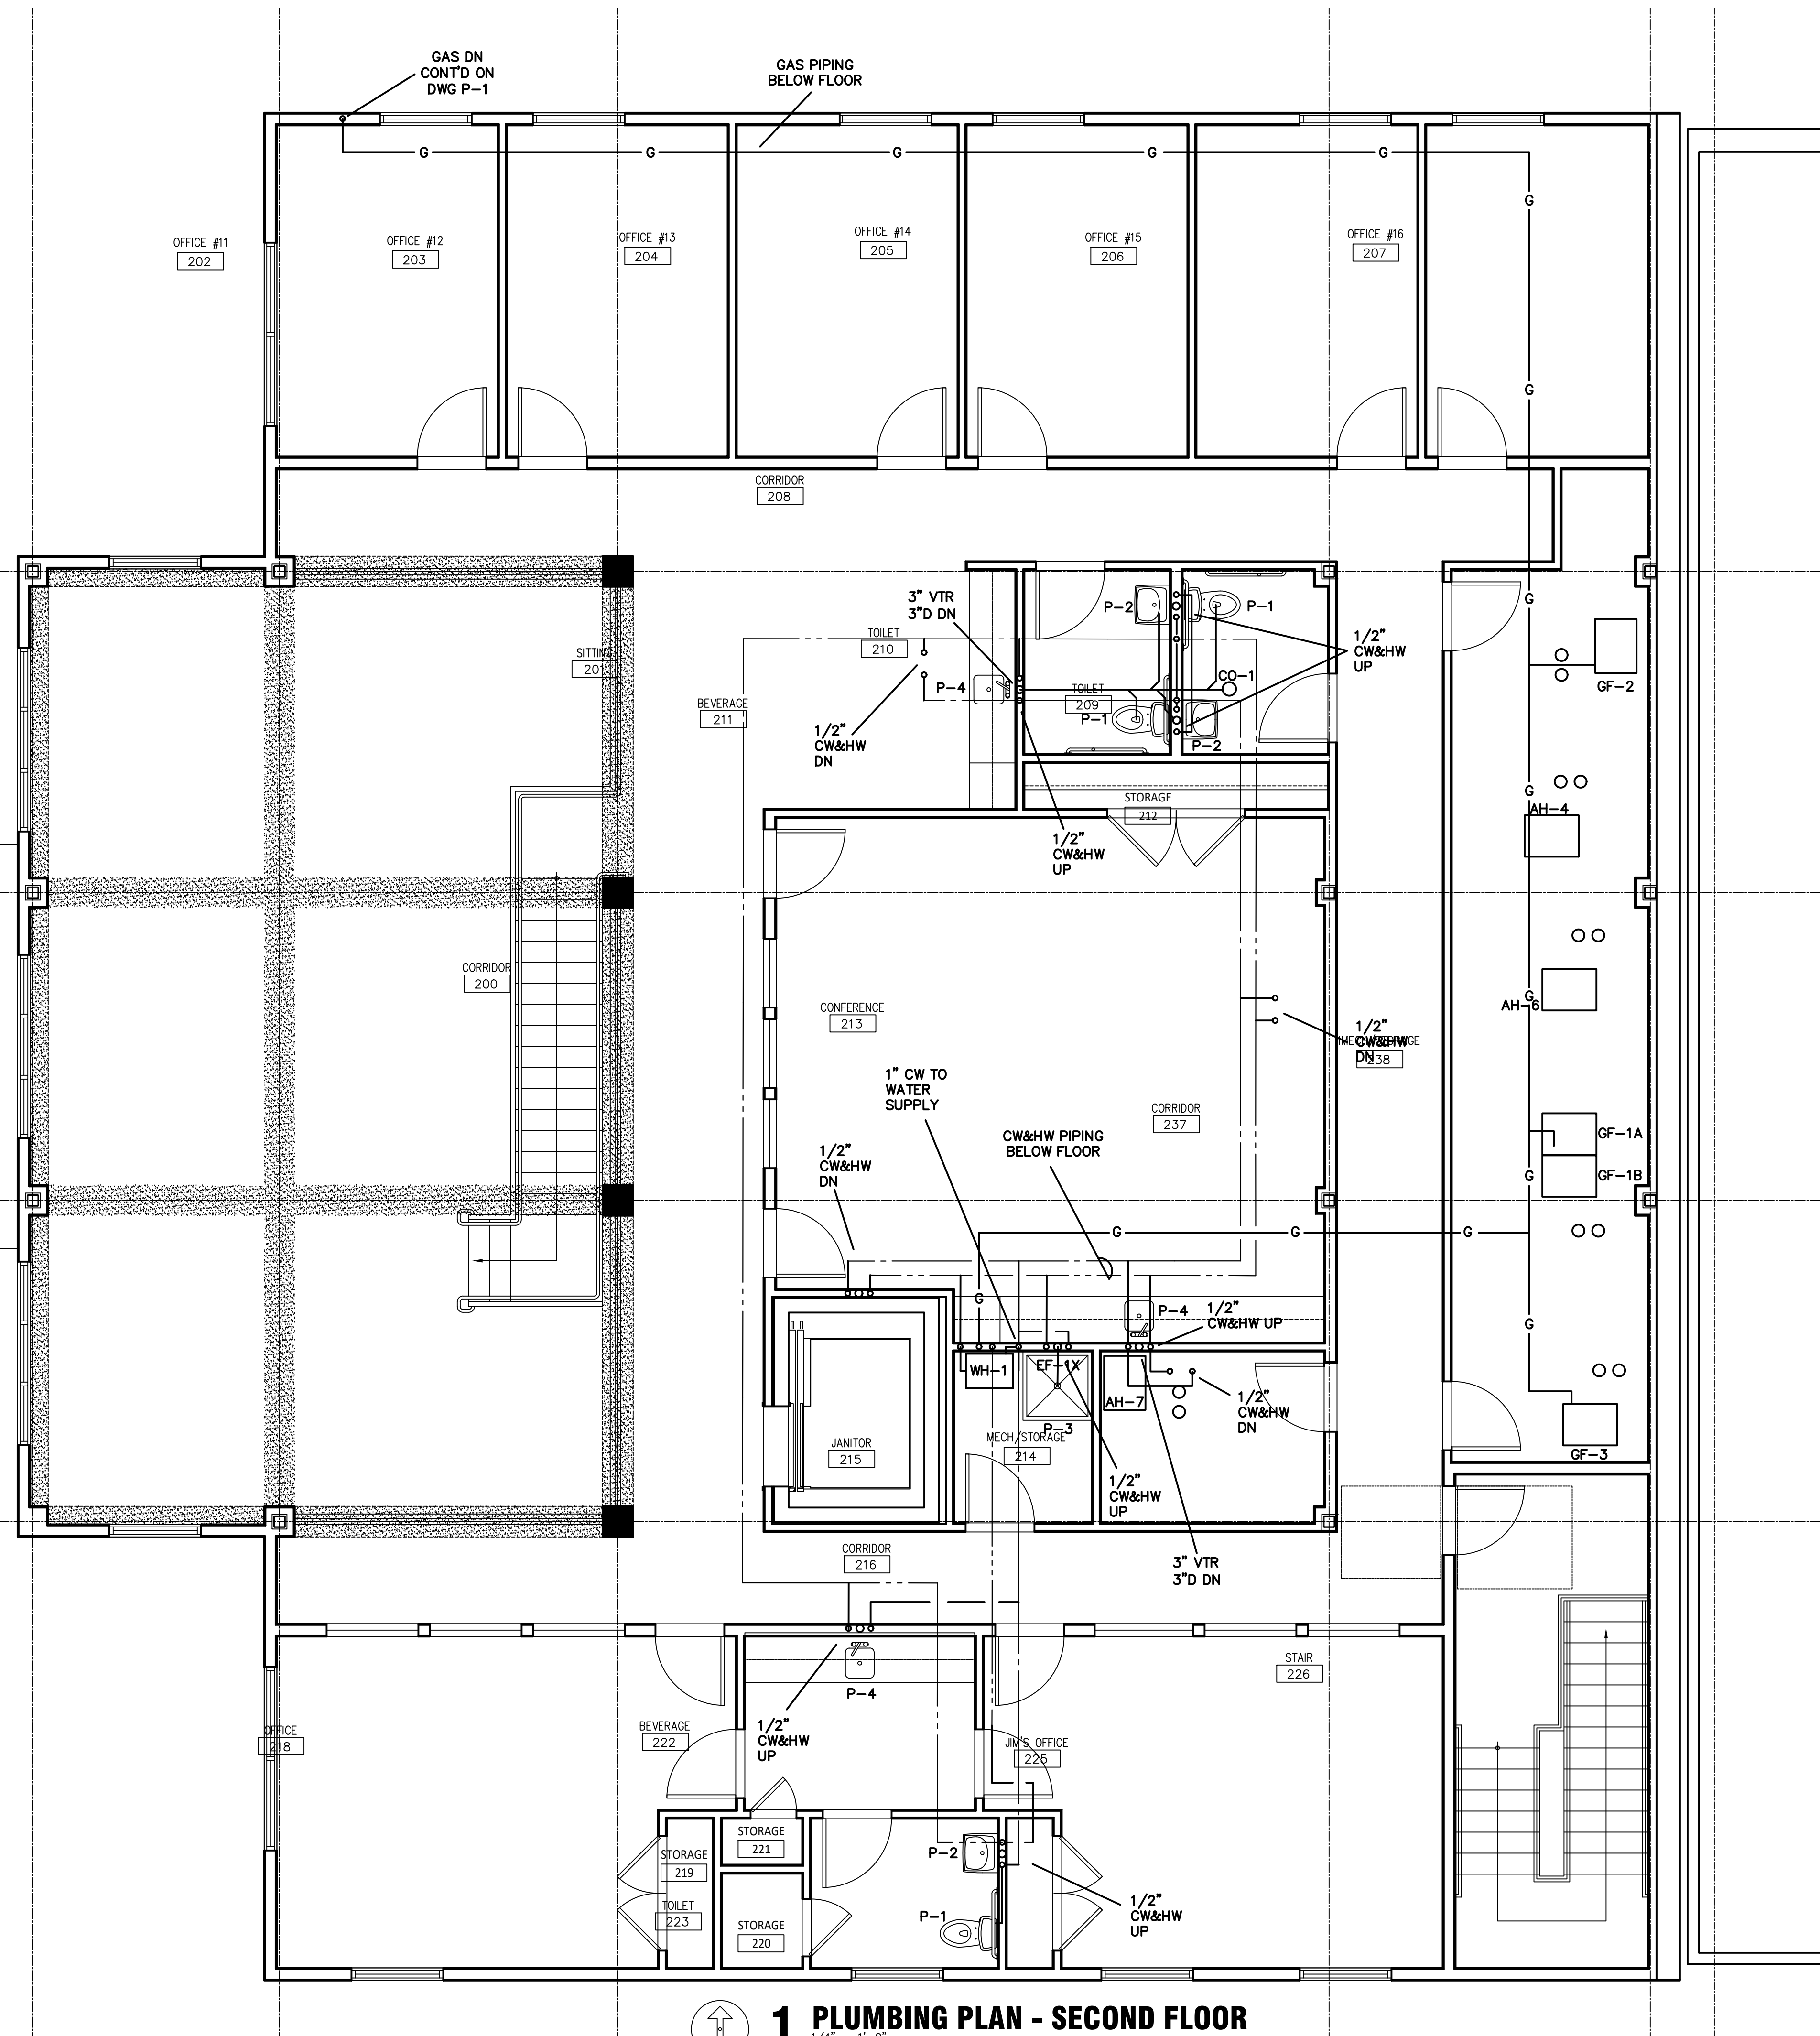 GAS DN
CONT'D ON
DWG P-1
GAS PIPING
BELOW FLOOR
G
G
G
G
G
G
OFFICE #11
202
OFFICE #12
203
OFFICE #13
204
OFFICE #14
205
OFFICE #15
206
OFFICE #16
207
G
CORRIDOR
208
3" VTR
3"D DN
P-2
P-1
G
1/2"
CW&HW
UP
TOILET
210
SITTING
201
P-4
CO-1
TOILET
209
GF-2
BEVERAGE
211
P-1
P-2
1/2"
CW&HW
DN
G
STORAGE
212
AH-4
1/2"
CW&HW
UP
CORRIDOR
200
CONFERENCE
213
G
AH-6
1/2"
CW&HW
DN
MECH/STORAGE
238
1" CW TO
WATER
SUPPLY
CORRIDOR
237
CW&HW PIPING
BELOW FLOOR
1/2"
CW&HW
DN
GF-1A
GF-1B
G
G
G
G
G
P-4
1/2"
CW&HW UP
G
WH-1
EF-1X
AH-7
1/2"
CW&HW
DN
P-3
JANITOR
215
MECH/STORAGE
214
GF-3
1/2"
CW&HW
UP
CORRIDOR
216
3" VTR
3"D DN
STAIR
226
P-4
OFFICE
218
BEVERAGE
222
1/2"
CW&HW
UP
JIM'S OFFICE
225
STORAGE
221
STORAGE
219
P-2
TOILET
223
STORAGE
220
P-1
1/2"
CW&HW
UP
1 PLUMBING PLAN - SECOND FLOOR